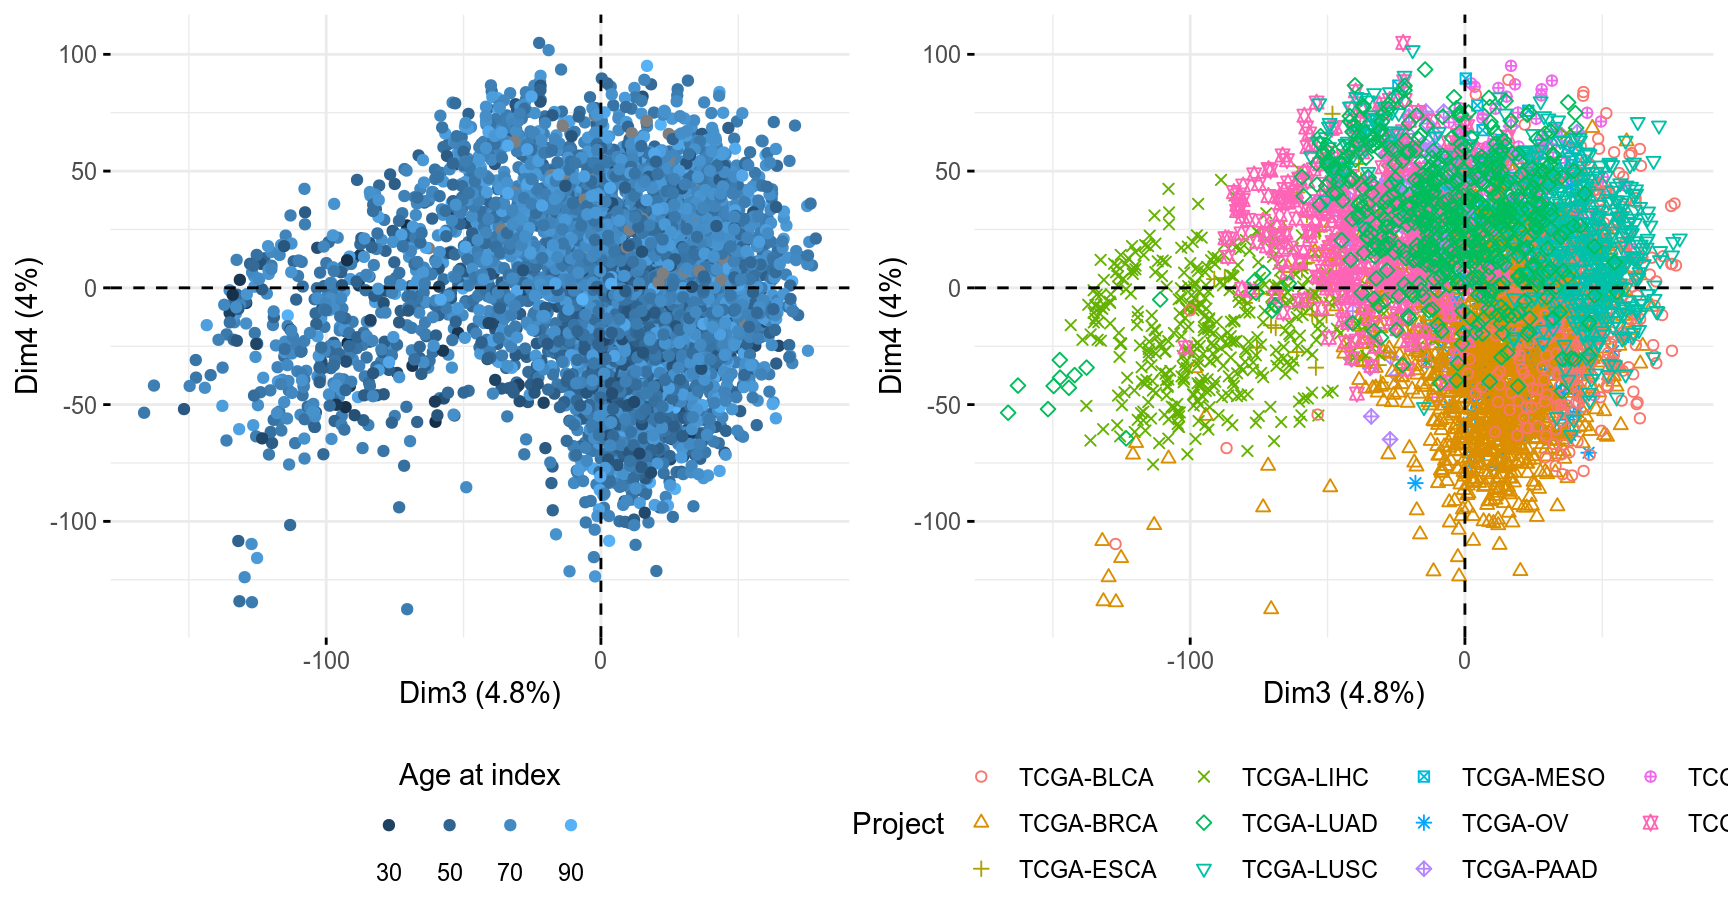 100
50
0
-50
-100
Dim4 (4%)
-100 0
Dim3 (4.8%)
Age at index
30 50 70 90
100
50
0
-50
-100
Dim4 (4%)
-100 0
Dim3 (4.8%)
Project
TCGA-BLCA TCGA-LIHC TCGA-MESO
TCGA-BRCA TCGA-LUAD TCGA-OV
TCGA-ESCA TCGA-LUSC TCGA-PAAD